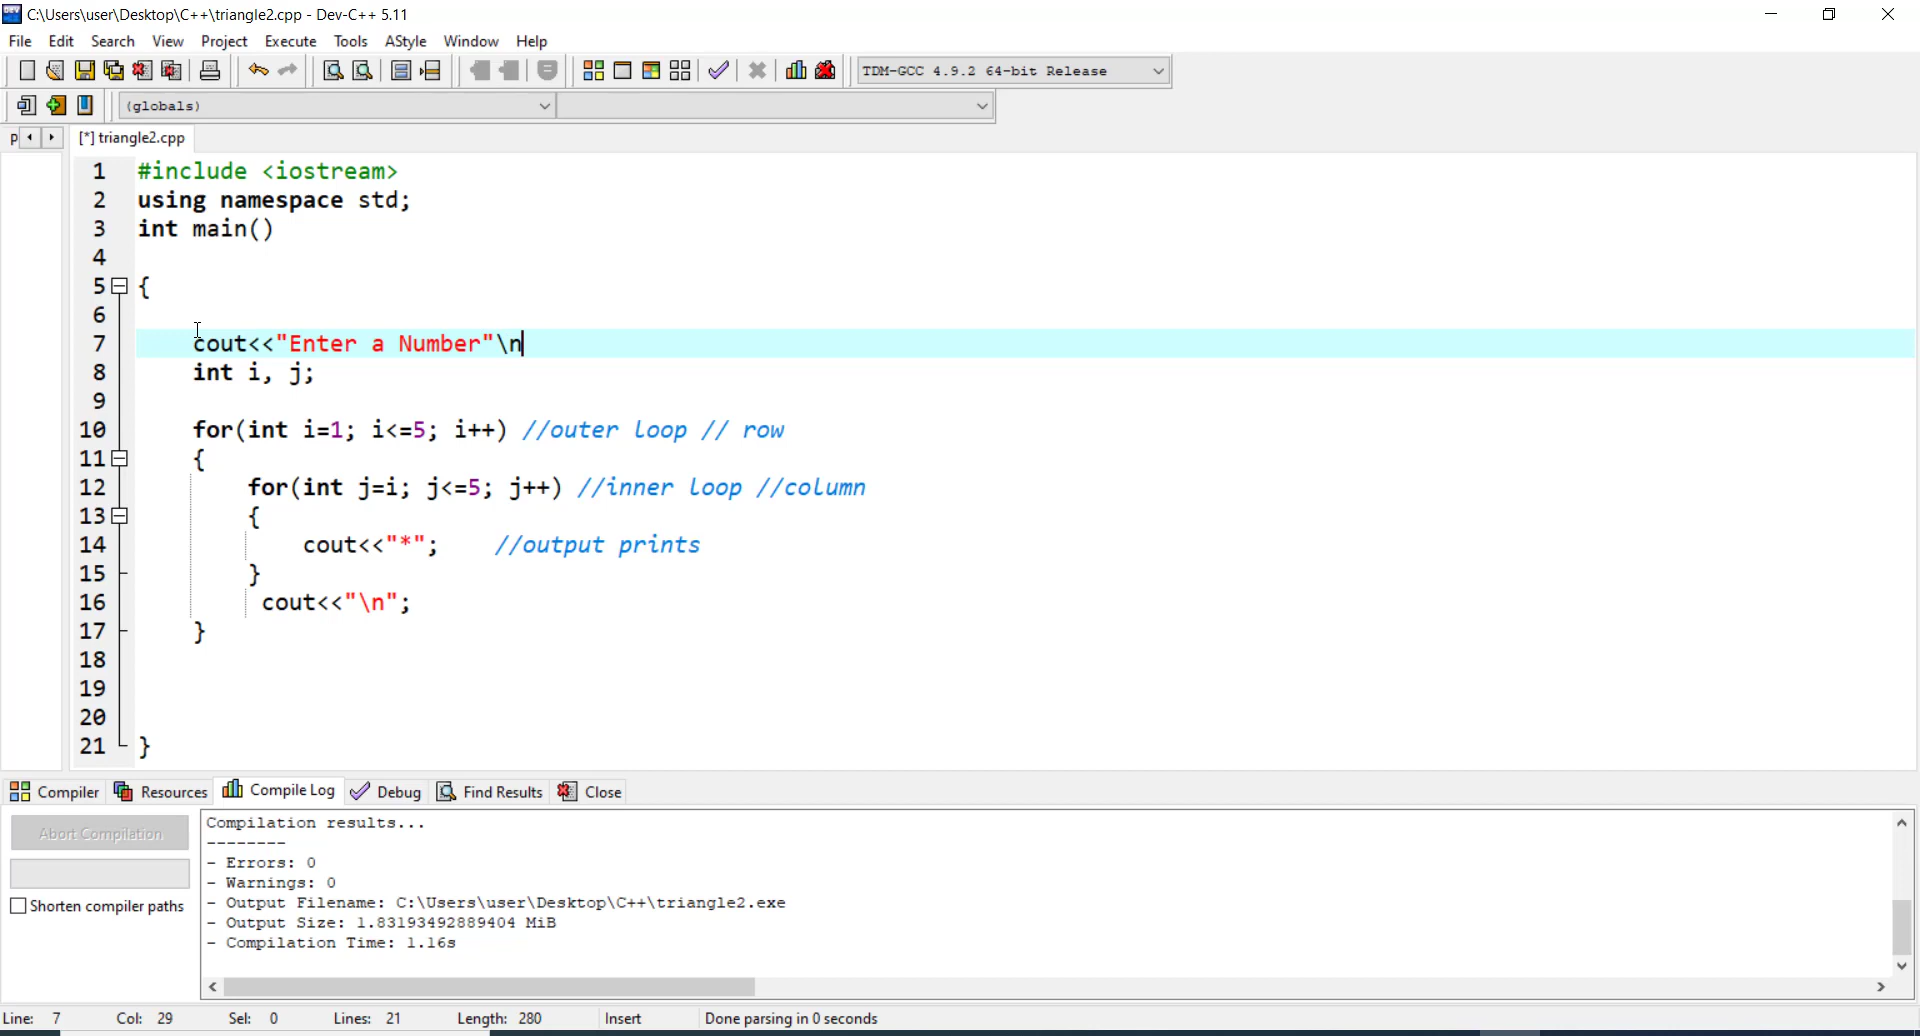 C:\Users\user\Desktop\C++\triangle2.cpp - Dev-C++ 5.11
File Edit Search View Project Execute Tools AStyle Window Help
TDM-GCC 4.9.2 64-bit Release
(globals)
p [*] triangle2.cpp
1 #include <iostream>
2 using namespace std;
3 int main()
4
5 {
6
7 cout<<"Enter a Number"\n
8 int i, j;
9
10 for(int i=1; i<=5; i++) //outer loop // row
11 {
12 for(int j=i; j<=5; j++) //inner loop //column
13 {
14 cout<<"*"; //output prints
15 }
16 cout<<"\n";
17 }
18
19
20
21 }
Compiler Resources Compile Log Debug Find Results Close
Abort Compilation
Shorten compiler paths
Compilation results...
--------
- Errors: 0
- Warnings: 0
- Output Filename: C:\Users\user\Desktop\C++\triangle2.exe
- Output Size: 1.83193492889404 MiB
- Compilation Time: 1.16s
Line: 7 Col: 29 Sel: 0 Lines: 21 Length: 280 Insert Done parsing in 0 seconds